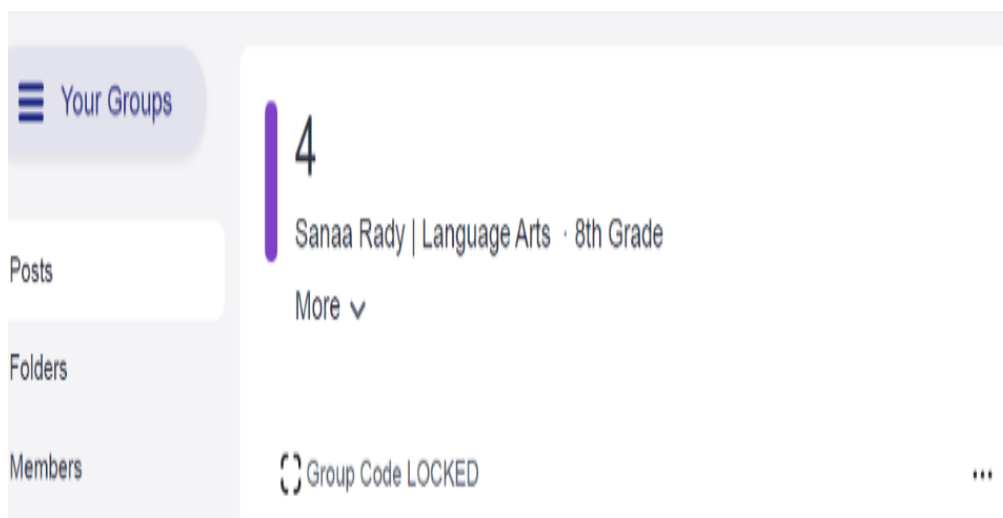 Your Groups
4
Sanaa Rady | Language Arts · 8th Grade
More
Posts
Folders
Members
Group Code LOCKED